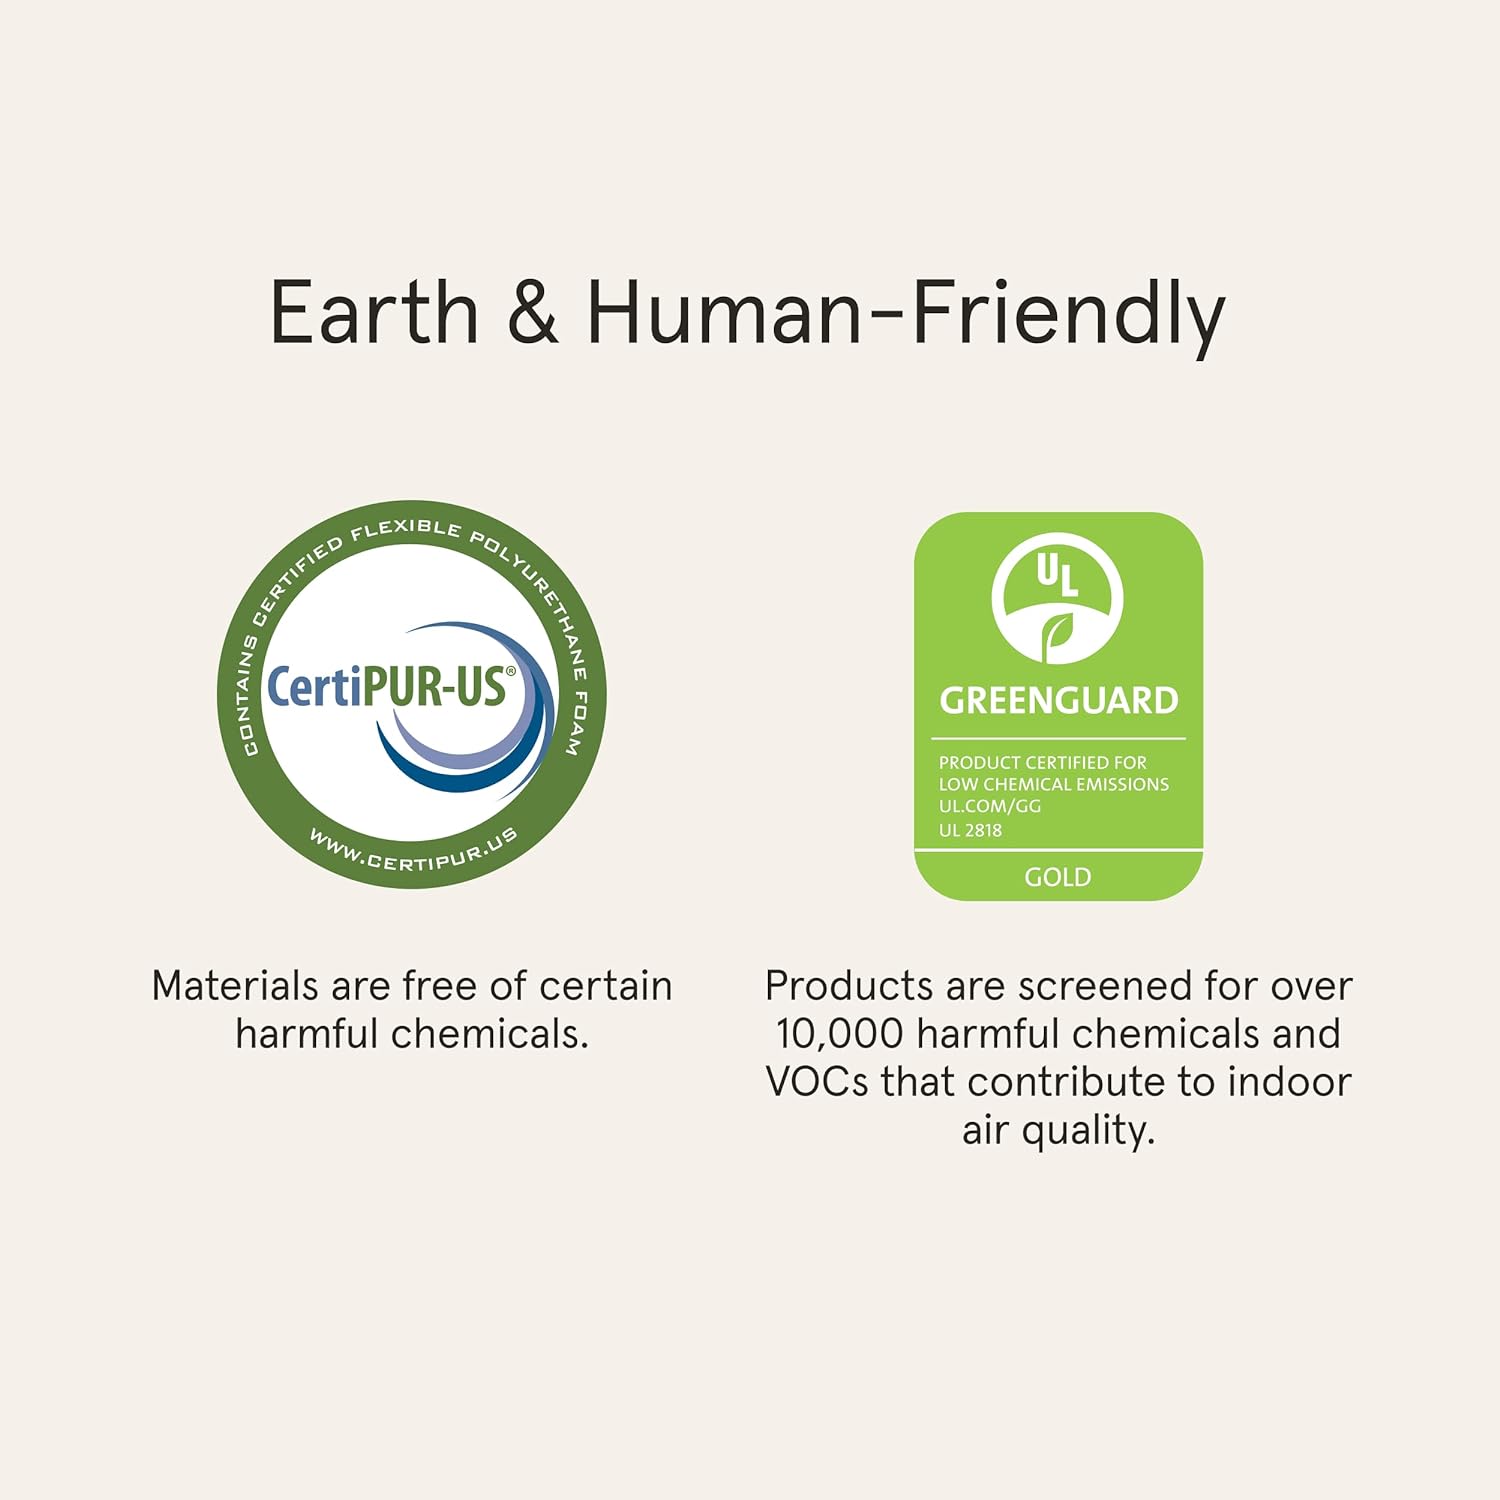 Earth & Human-Friendly
CONTAINS CERTIFIED FLEXIBLE POLYURETHANE FOAM
CertiPUR-US®
WWW.CERTIPUR.US
UL
GREENGUARD
PRODUCT CERTIFIED FOR
LOW CHEMICAL EMISSIONS
UL.COM/GG
UL 2818
GOLD
Materials are free of certain
harmful chemicals.
Products are screened for over
10,000 harmful chemicals and
VOCs that contribute to indoor
air quality.